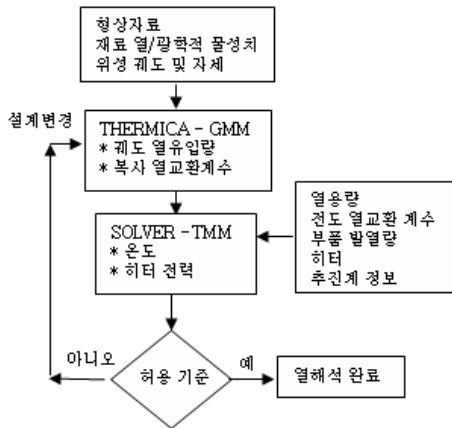 형상자료
재료 열/광학적 물성치
위성 궤도 및 자세
설계변경
THERMICA - GMM
* 궤도 열유입량
* 복사 열교환계수
SOLVER - TMM
* 온도
* 히터 전력
열용량
전도 열교환 계수
부품 발열량
히터
추진계 정보
아니오
허용 기준
예
열해석 완료